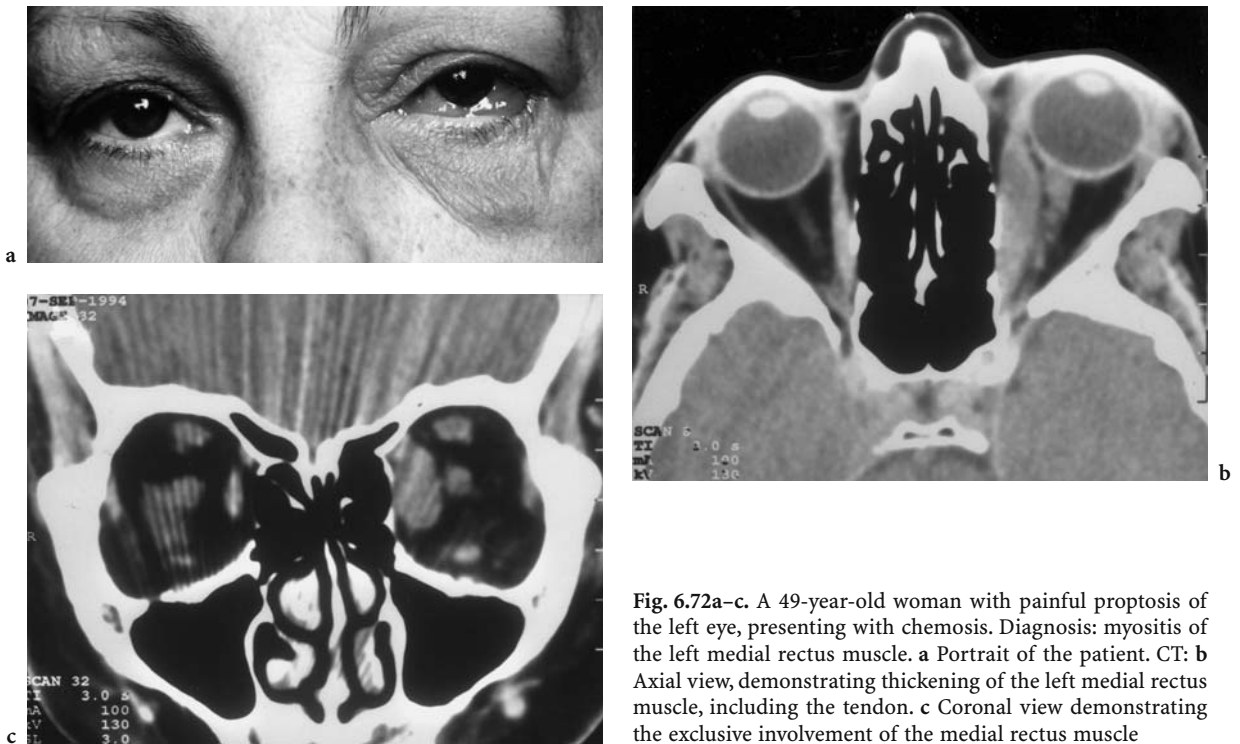 a
b
R
SCAN
TI 1.0 s
mA 100
kV 130
7-SEP-1994
IMAGE 32
R
SCAN 32
TI 3.0 s
mA 100
kV 130
SL 3.0
c
Fig. 6.72a–c. A 49-year-old woman with painful proptosis of
the left eye, presenting with chemosis. Diagnosis: myositis of
the left medial rectus muscle. a Portrait of the patient. CT: b
Axial view, demonstrating thickening of the left medial rectus
muscle, including the tendon. c Coronal view demonstrating
the exclusive involvement of the medial rectus muscle